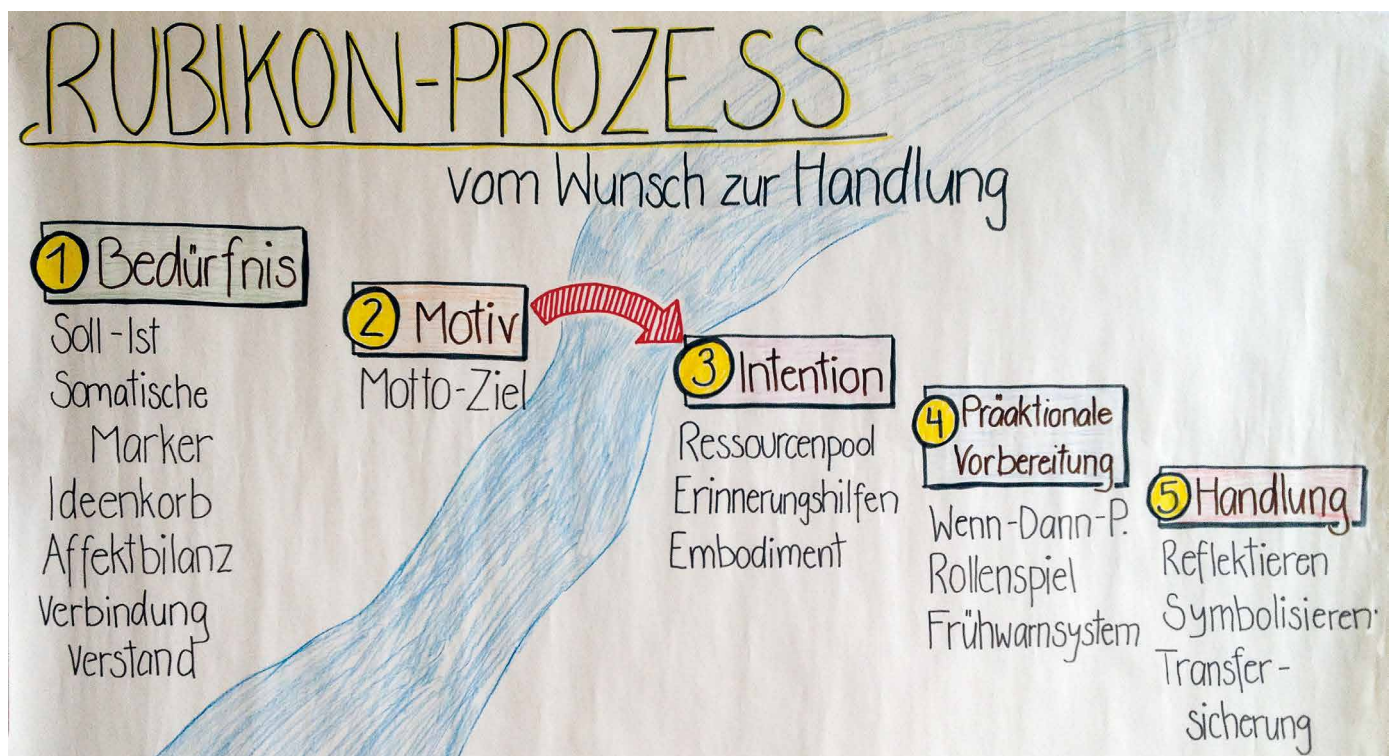 RUBIKON-PROZESS
vom Wunsch zur Handlung
1 Bedürfnis
Soll-Ist
Somatische
Marker
Ideenkorb
Affektbilanz
Verbindung
Verstand
2 Motiv
Motto-Ziel
3 Intention
Ressourcenpool
Erinnerungshilfen
Embodiment
4 Präaktionale
Vorbereitung
Wenn-Dann-P.
Rollenspiel
Frühwarnsystem
5 Handlung
Reflektieren
Symbolisieren
Transfer-
sicherung